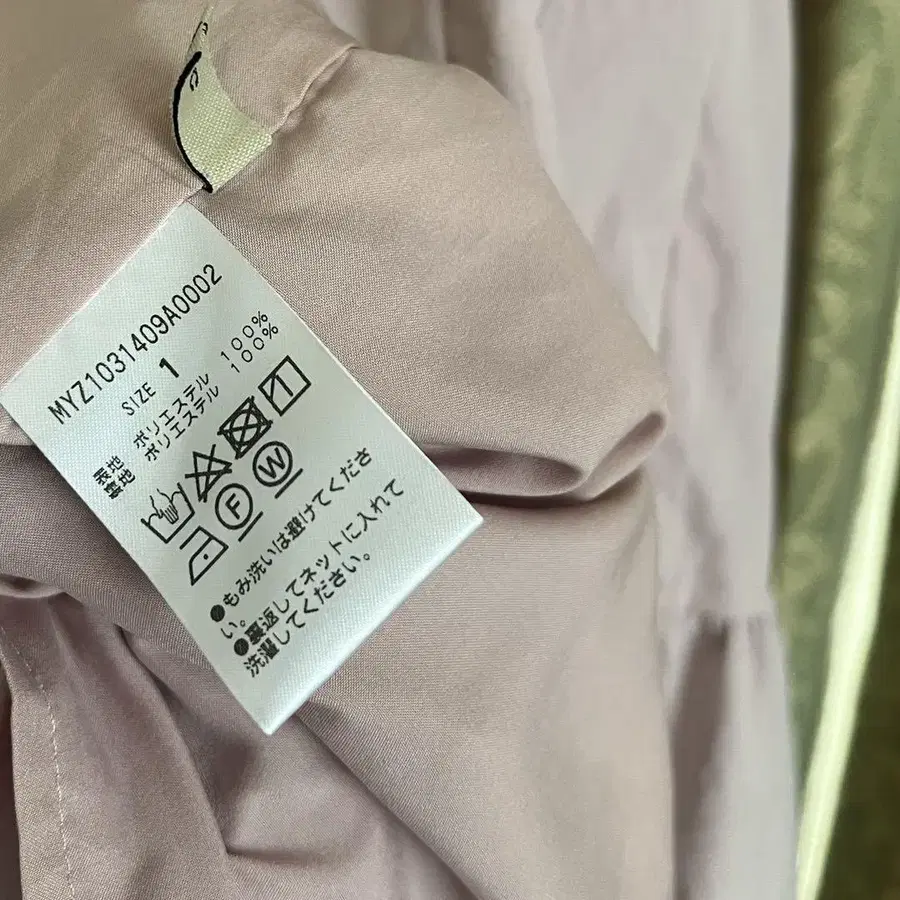 MYZ1031409A0002
SIZE 1
表地 ポリエステル 100%
裏地 ポリエステル 100%
F W
●もみ洗いは避けてくださ
い。
●裏返してネットに入れて
洗濯してください。